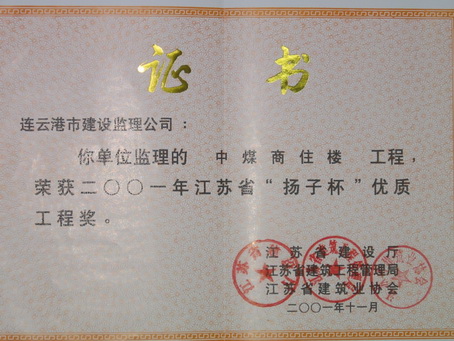 证 书
连云港市建设监理公司：
你单位监理的 中煤商住楼 工程，
荣获二〇〇一年江苏省“扬子杯”优质
工程奖。
江苏省建设厅
江苏省建筑工程管理局
江苏省建筑业协会
二〇〇一年十一月